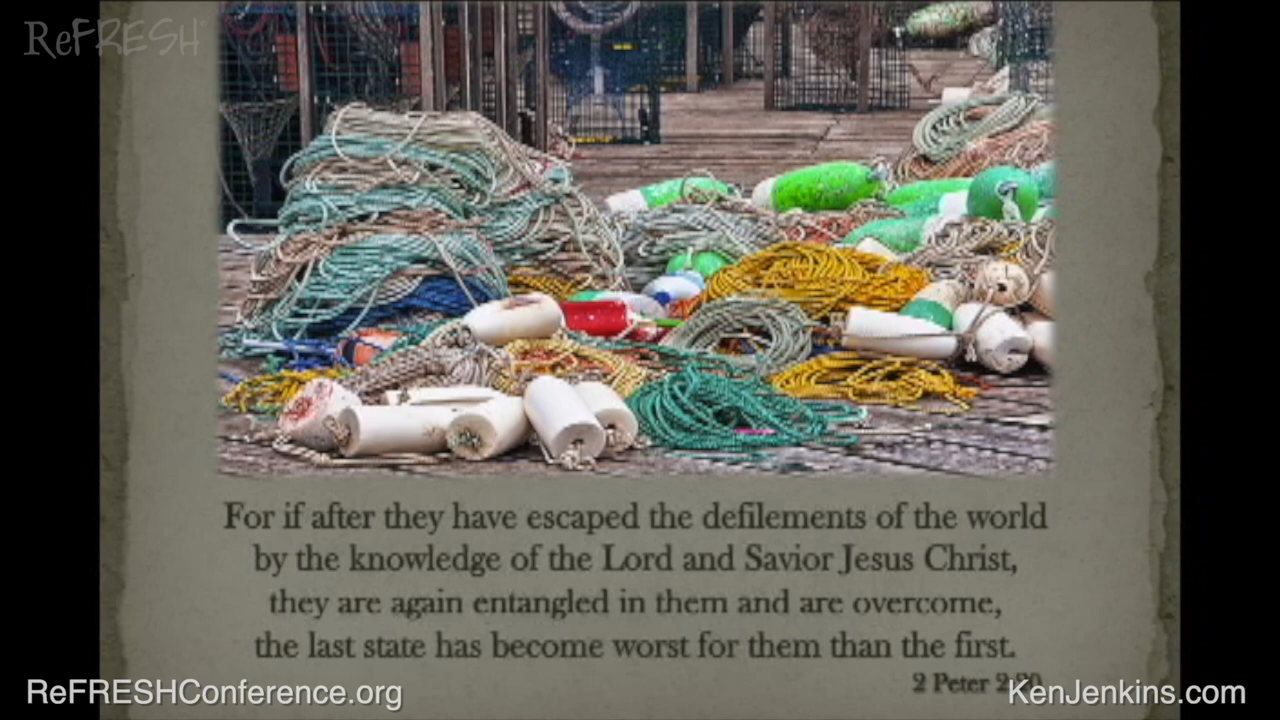 ReFRESH
For if after they have escaped the defilements of the world
by the knowledge of the Lord and Savior Jesus Christ,
they are again entangled in them and are overcome,
the last state has become worst for them than the first.
2 Peter 2:20
ReFRESHConference.org
KenJenkins.com